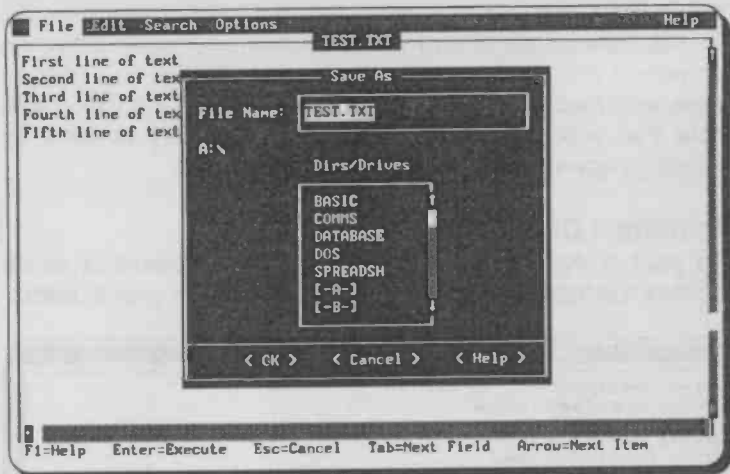 File Edit Search Options Help
TEST.TXT
First line of text
Second line of tex
Third line of text
Fourth line of tex
Fifth line of text
Save As
File Name: TEST.TXT
A:\
Dirs/Drives
BASIC
COMMS
DATABASE
DOS
SPREADSH
[-A-]
[-B-]
< OK > < Cancel > < Help >
F1=Help Enter=Execute Esc=Cancel Tab=Next Field Arrow=Next Item